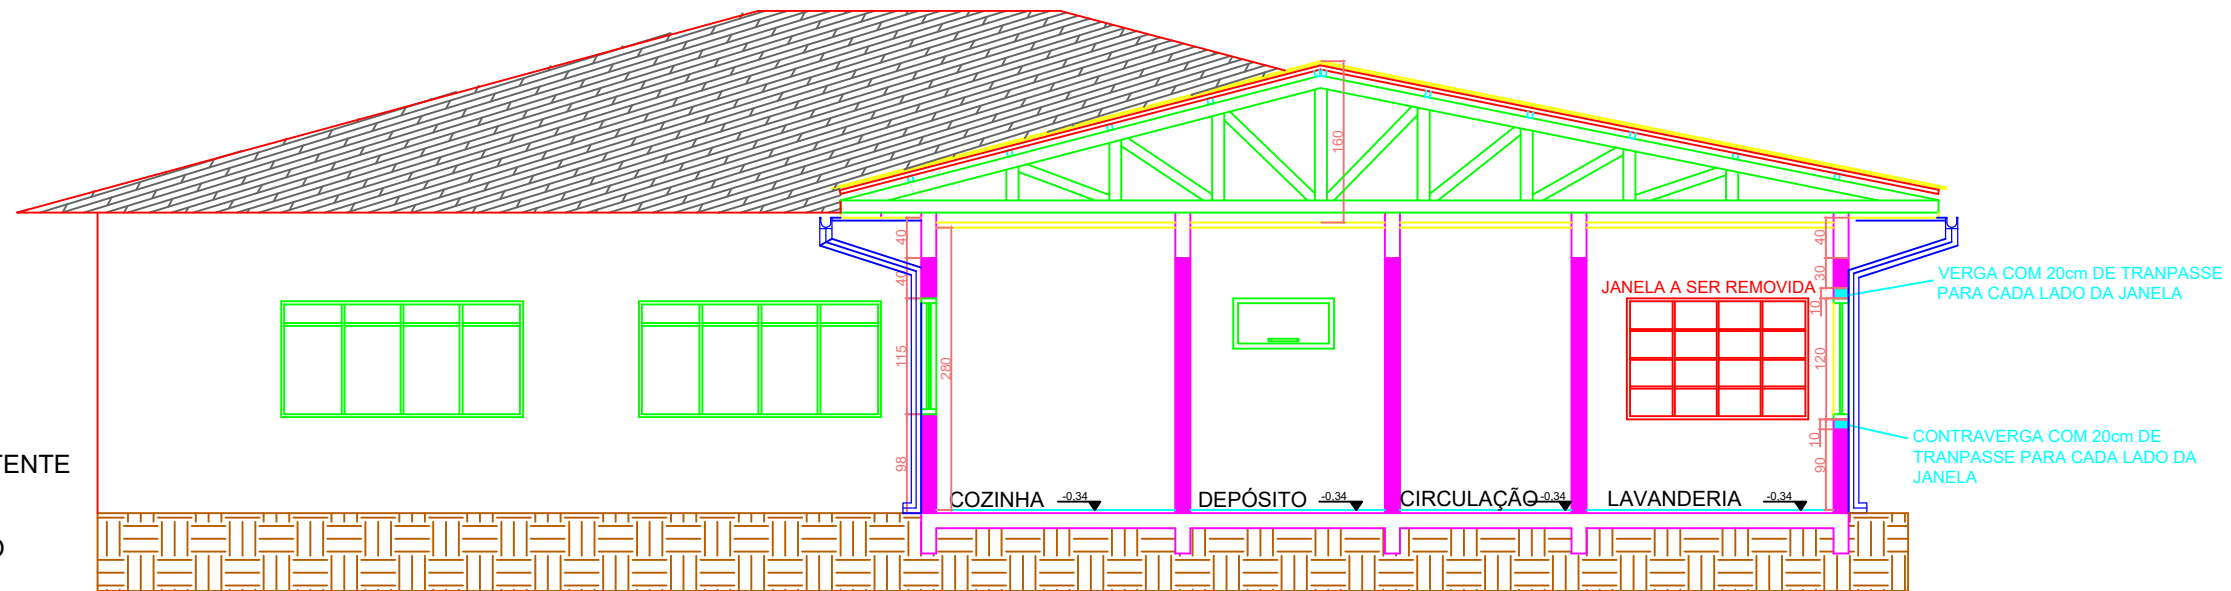 160
40
40
115
98
280
40
30
10
120
10
90
JANELA A SER REMOVIDA
VERGA COM 20cm DE TRANPASSE
PARA CADA LADO DA JANELA
CONTRAVERGA COM 20cm DE
TRANPASSE PARA CADA LADO DA
JANELA
TENTE
O
COZINHA -0,34
DEPÓSITO -0,34
CIRCULAÇÃO -0,34
LAVANDERIA -0,34